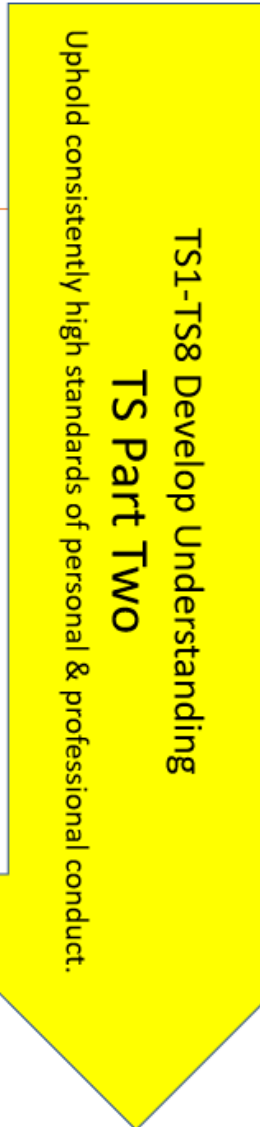 TS1-TS8 Develop Understanding
TS Part Two
Uphold consistently high standards of personal & professional conduct.